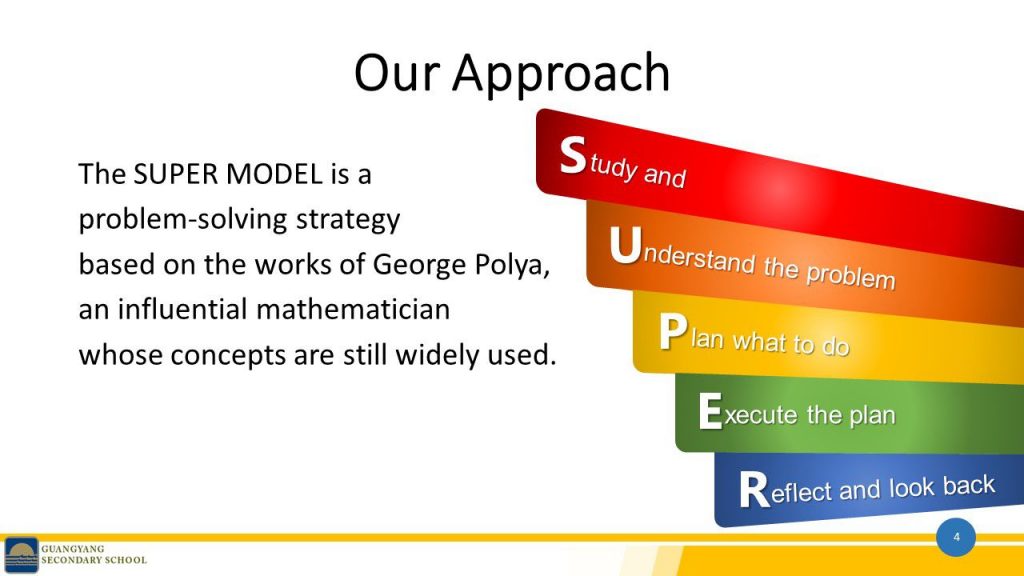 Our Approach
The SUPER MODEL is a
problem-solving strategy
based on the works of George Polya,
an influential mathematician
whose concepts are still widely used.
Study and
Understand the problem
Plan what to do
Execute the plan
Reflect and look back
4
GUANGYANG
SECONDARY SCHOOL